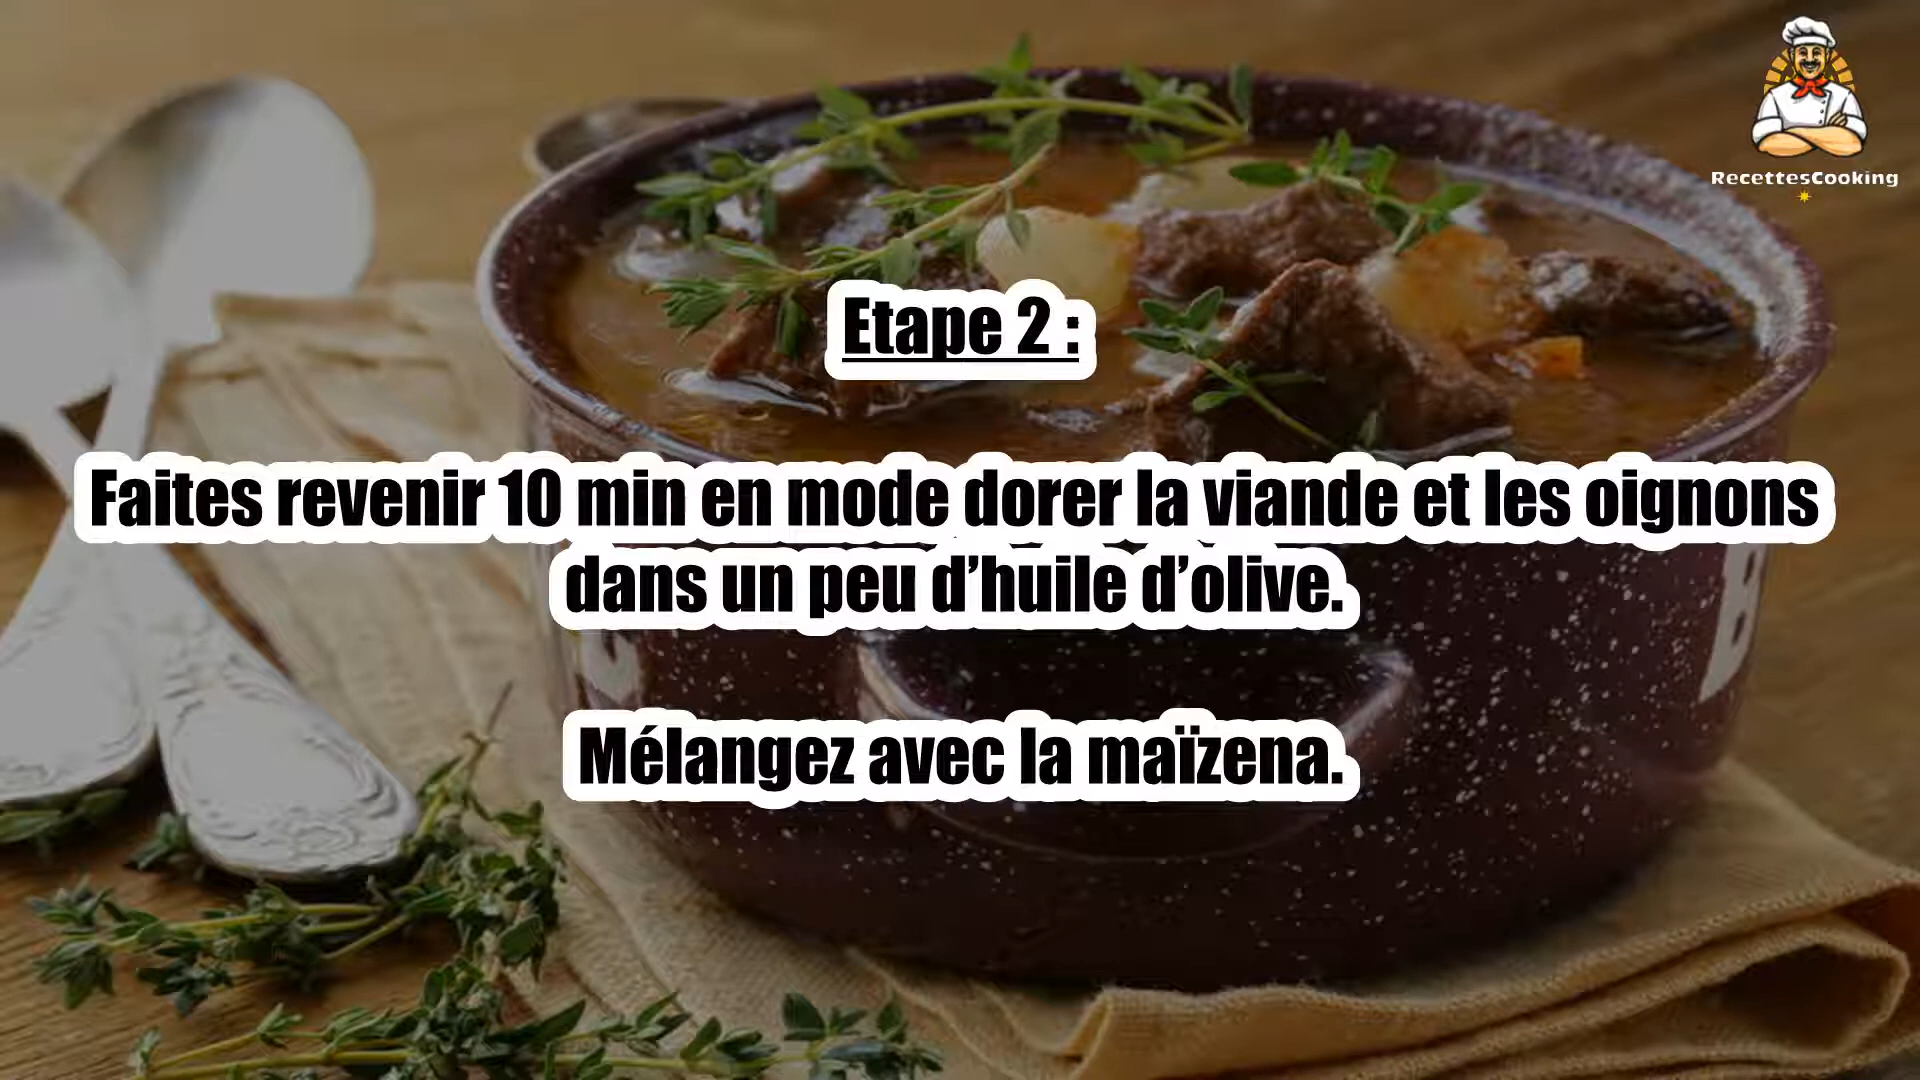 RecettesCooking
Etape 2 :
Faites revenir 10 min en mode dorer la viande et les oignons
dans un peu d’huile d’olive.
Mélangez avec la maïzena.